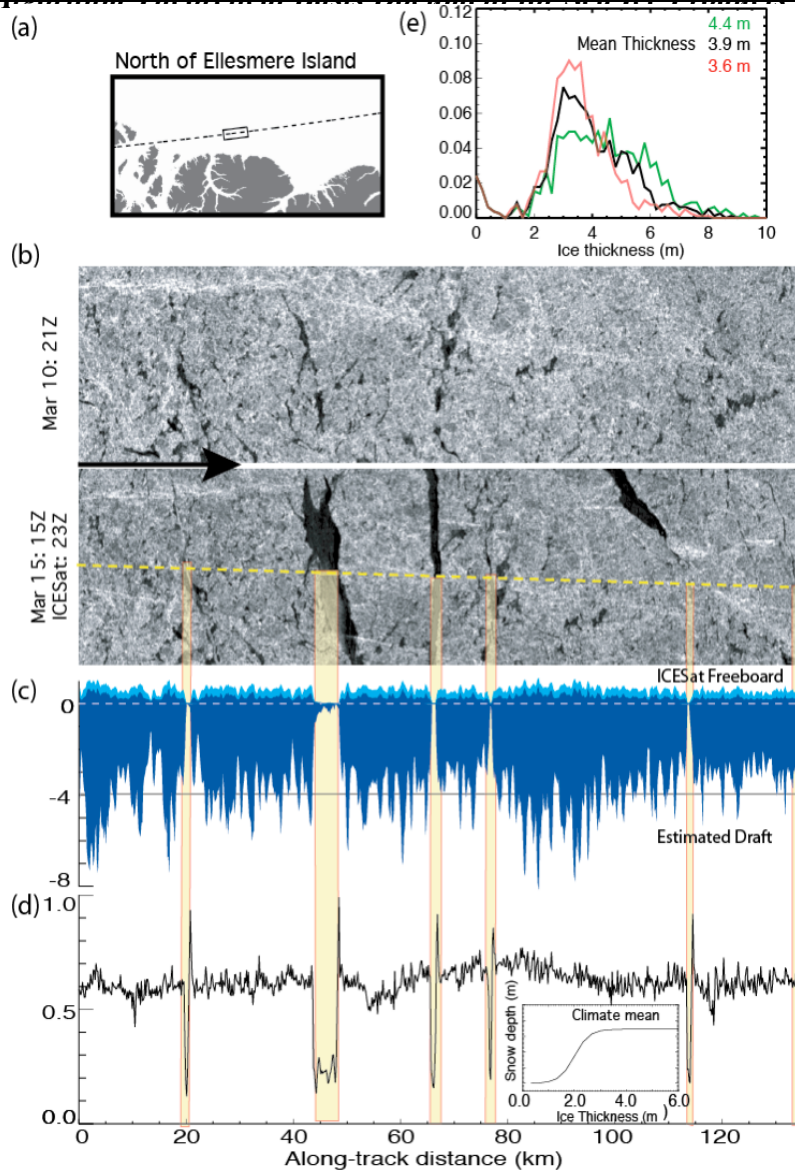 (a)
North of Ellesmere Island
(e)
0.12
0.10
0.08
0.06
0.04
0.02
0.00
Mean Thickness
4.4 m
3.9 m
3.6 m
0 2 4 6 8 10
Ice thickness (m)
(b)
Mar 10: 21Z
Mar 15: 15Z
ICESat: 23Z
(c)
ICESat Freeboard
0
-4
-8
Estimated Draft
(d)
1.0
0.5
0.0
Snow depth (m)
Climate mean
0.0 2.0 4.0 6.0
Ice Thickness (m)
0 20 40 60 80 100 120
Along-track distance (km)